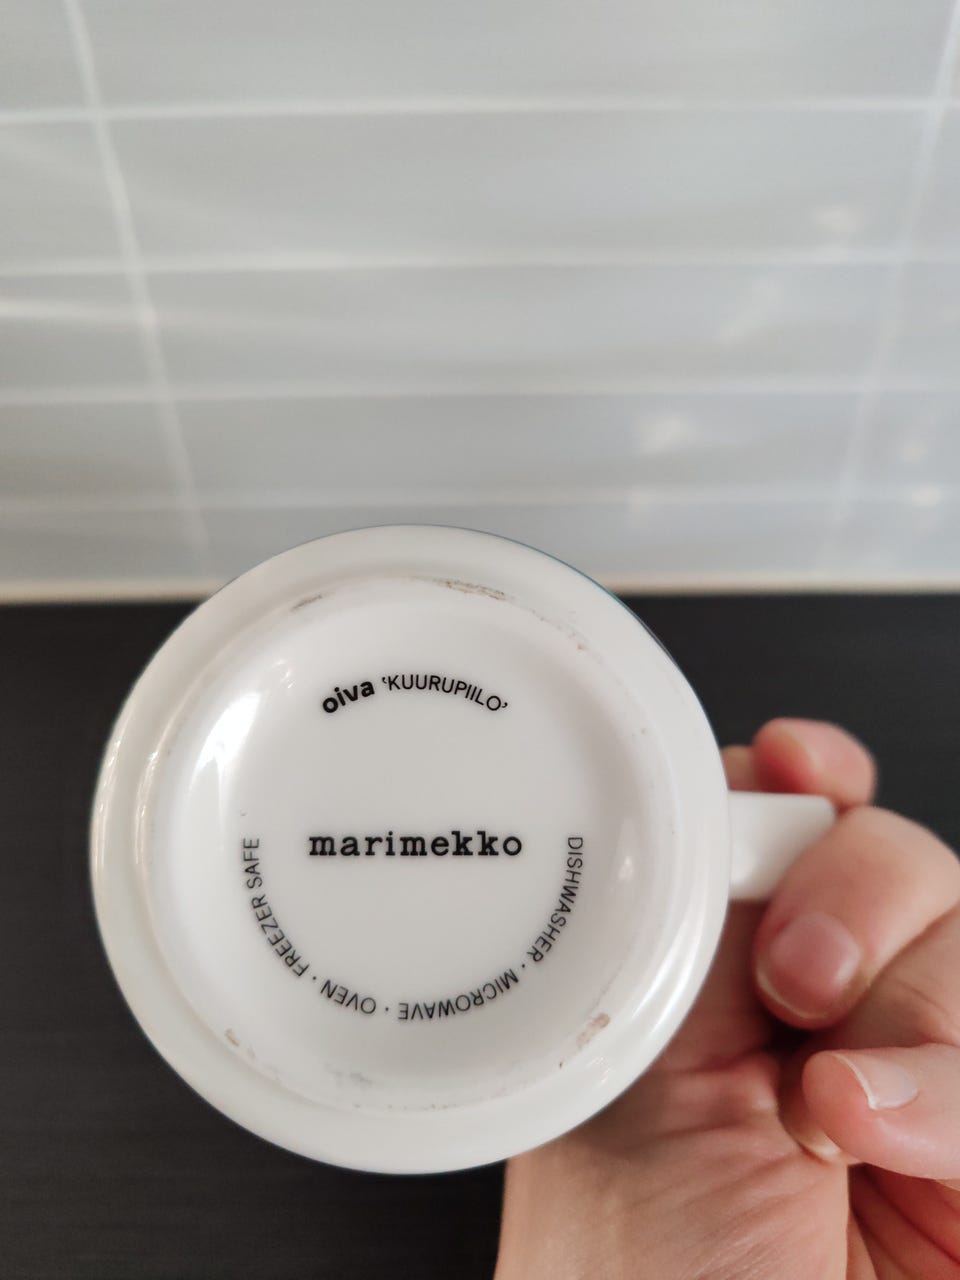 oiva ‘KUURUPIILO’
marimekko
DISHWASHER · MICROWAVE · OVEN · FREEZER SAFE